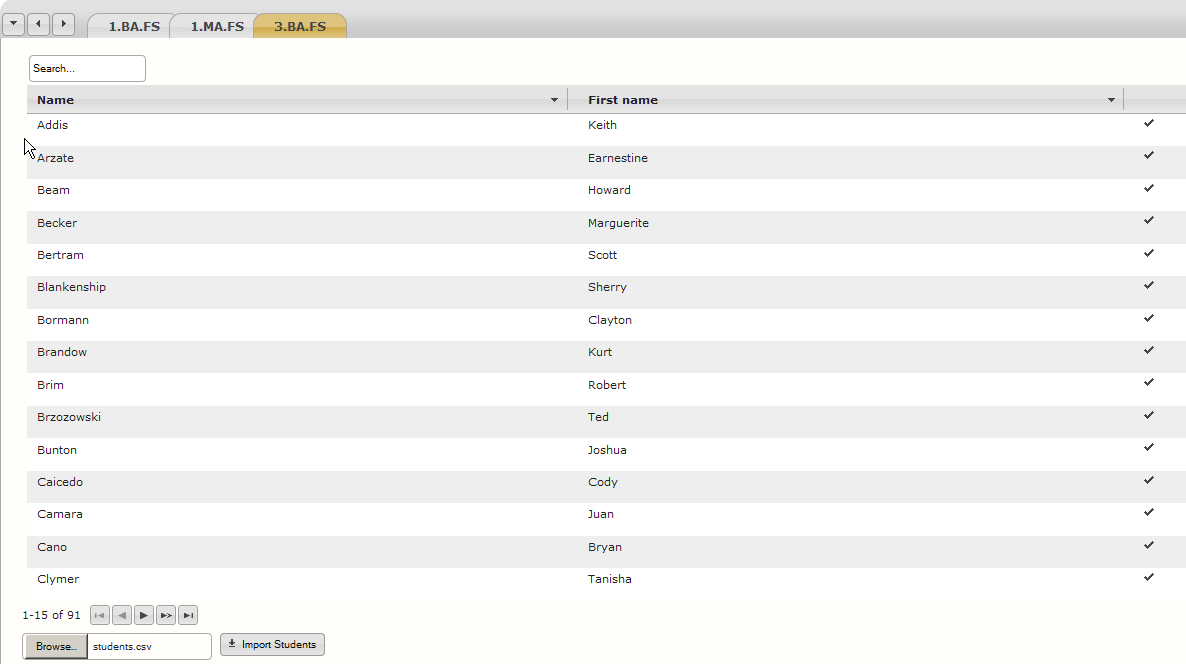 1.BA.FS 1.MA.FS 3.BA.FS
Search...
Name First name
Addis Keith
Arzate Earnestine
Beam Howard
Becker Marguerite
Bertram Scott
Blankenship Sherry
Bormann Clayton
Brandow Kurt
Brim Robert
Brzozowski Ted
Bunton Joshua
Caicedo Cody
Camara Juan
Cano Bryan
Clymer Tanisha
1-15 of 91
Browse... students.csv Import Students